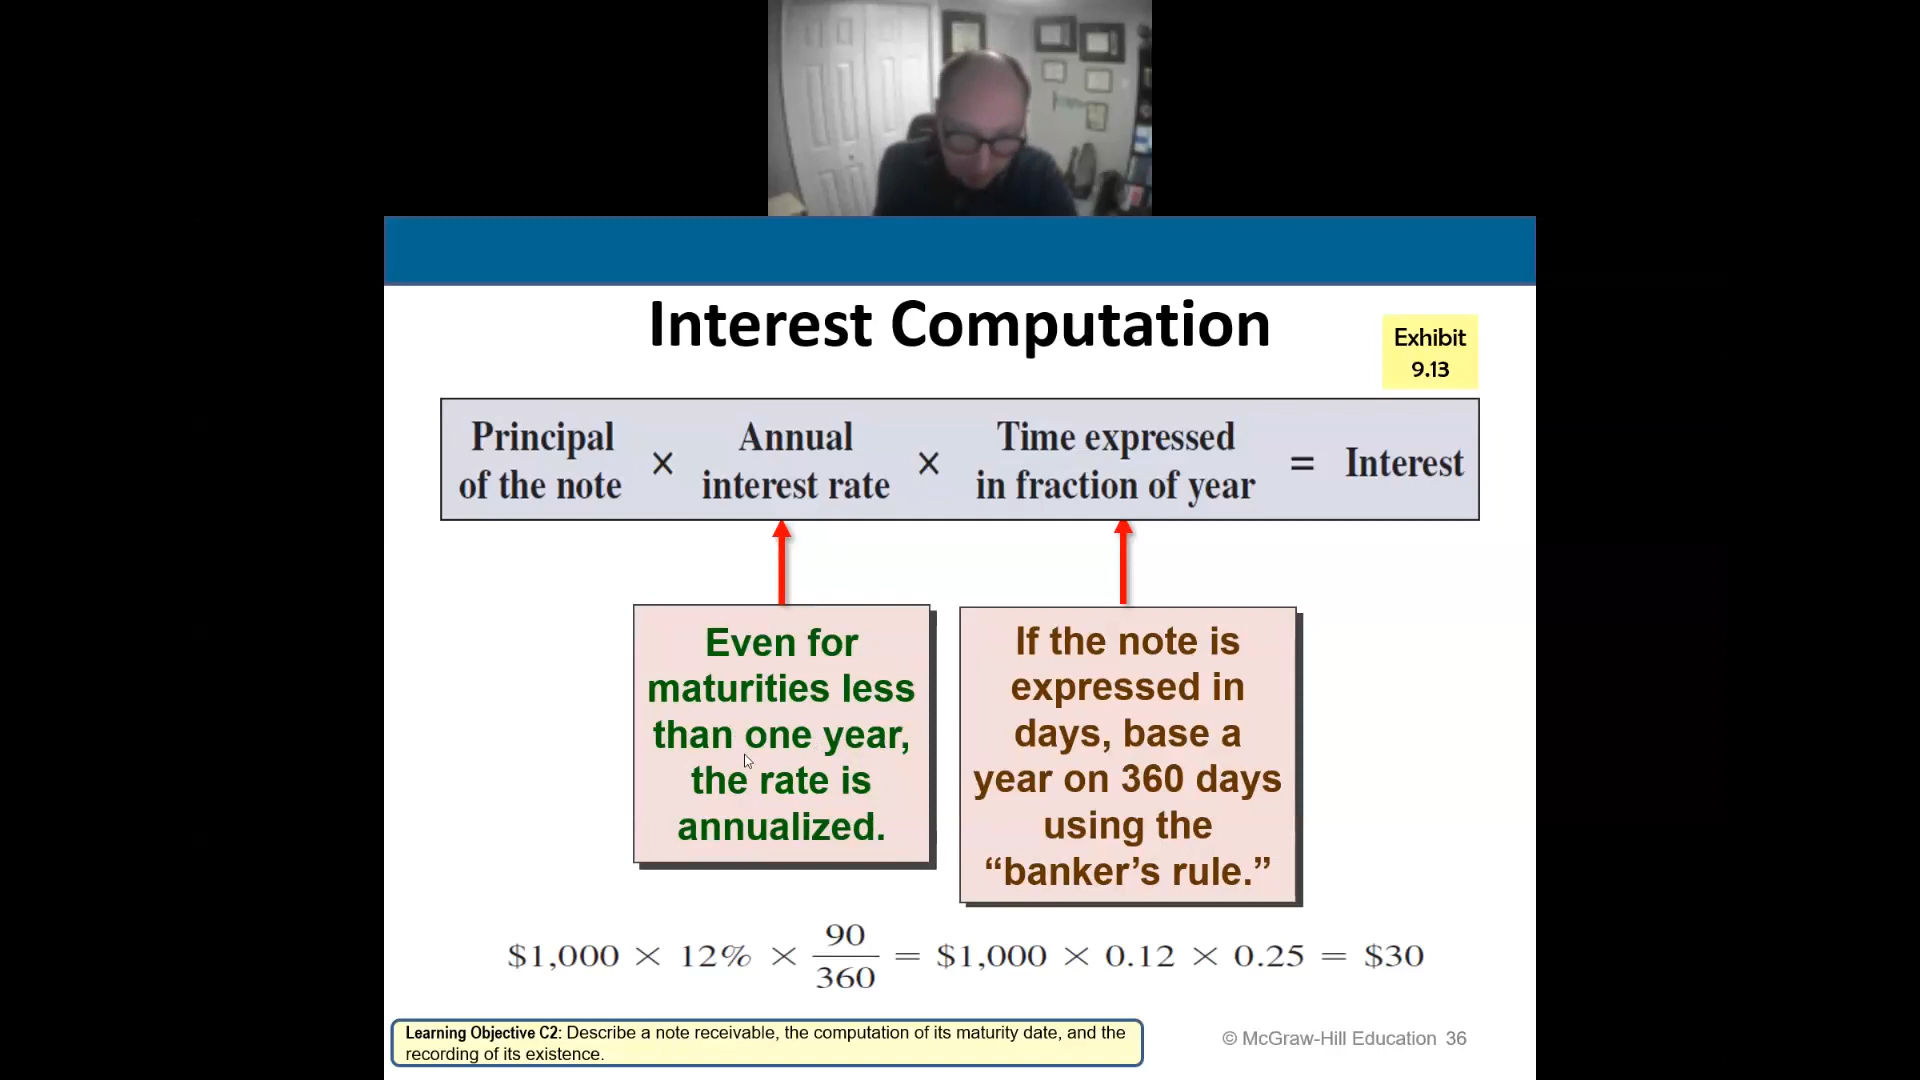 Interest Computation
Exhibit
9.13
Principal
of the note
×
Annual
interest rate
×
Time expressed
in fraction of year
= Interest
Even for
maturities less
than one year,
the rate is
annualized.
If the note is
expressed in
days, base a
year on 360 days
using the
“banker’s rule.”
$1,000 × 12% × 90/360 = $1,000 × 0.12 × 0.25 = $30
Learning Objective C2: Describe a note receivable, the computation of its maturity date, and the
recording of its existence.
© McGraw-Hill Education 36